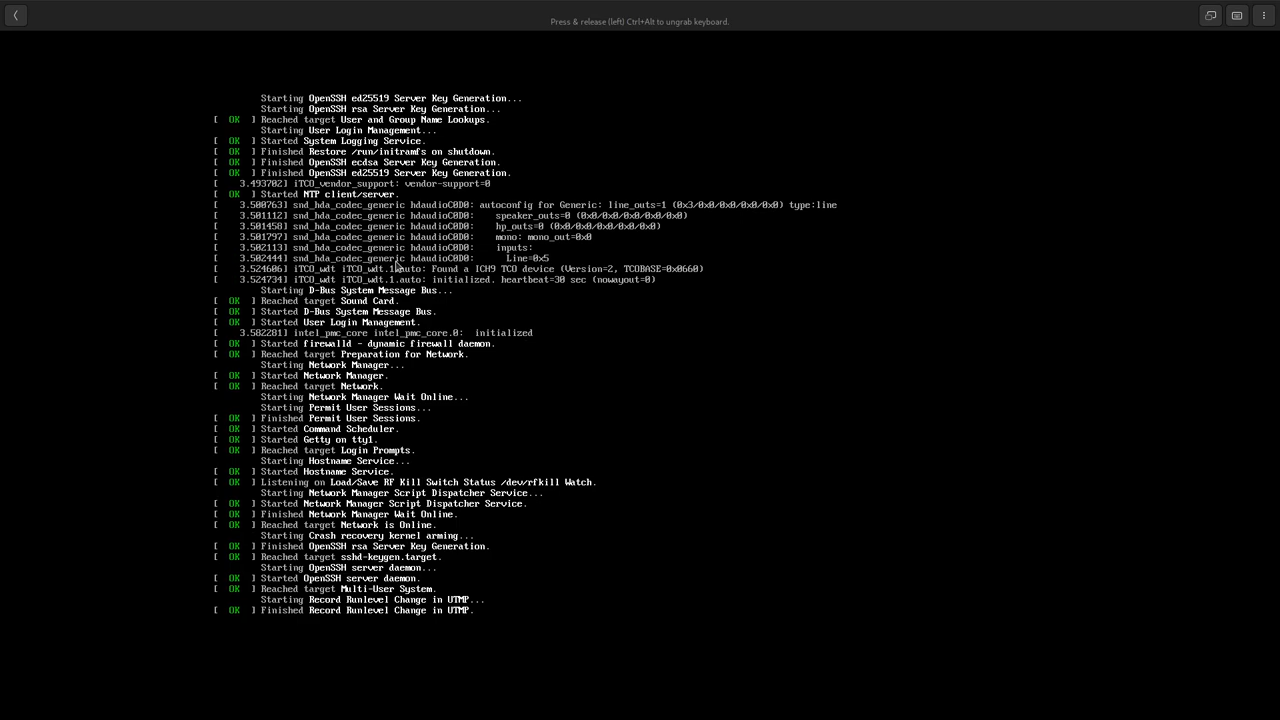 Press & release (left) Ctrl+Alt to ungrab keyboard.
Starting OpenSSH ed25519 Server Key Generation...
Starting OpenSSH rsa Server Key Generation...
[  OK  ] Reached target User and Group Name Lookups.
Starting User Login Management...
[  OK  ] Started System Logging Service.
[  OK  ] Finished Restore /run/initramfs on shutdown.
[  OK  ] Finished OpenSSH ecdsa Server Key Generation.
[  OK  ] Finished OpenSSH ed25519 Server Key Generation.
[    3.493702] iTCO_vendor_support: vendor-support=0
[  OK  ] Started NTP client/server.
[    3.500763] snd_hda_codec_generic hdaudioC0D0: autoconfig for Generic: line_outs=1 (0x3/0x0/0x0/0x0/0x0) type:line
[    3.501112] snd_hda_codec_generic hdaudioC0D0:    speaker_outs=0 (0x0/0x0/0x0/0x0/0x0)
[    3.501458] snd_hda_codec_generic hdaudioC0D0:    hp_outs=0 (0x0/0x0/0x0/0x0/0x0)
[    3.501797] snd_hda_codec_generic hdaudioC0D0:    mono: mono_out=0x0
[    3.502113] snd_hda_codec_generic hdaudioC0D0:    inputs:
[    3.502444] snd_hda_codec_generic hdaudioC0D0:      Line=0x5
[    3.524606] iTCO_wdt iTCO_wdt.1.auto: Found a ICH9 TCO device (Version=2, TCOBASE=0x0660)
[    3.524734] iTCO_wdt iTCO_wdt.1.auto: initialized. heartbeat=30 sec (nowayout=0)
Starting D-Bus System Message Bus...
[  OK  ] Reached target Sound Card.
[  OK  ] Started D-Bus System Message Bus.
[  OK  ] Started User Login Management.
[    3.582281] intel_pmc_core intel_pmc_core.0:  initialized
[  OK  ] Started firewalld - dynamic firewall daemon.
[  OK  ] Reached target Preparation for Network.
Starting Network Manager...
[  OK  ] Started Network Manager.
[  OK  ] Reached target Network.
Starting Network Manager Wait Online...
Starting Permit User Sessions...
[  OK  ] Finished Permit User Sessions.
[  OK  ] Started Command Scheduler.
[  OK  ] Started Getty on tty1.
[  OK  ] Reached target Login Prompts.
Starting Hostname Service...
[  OK  ] Started Hostname Service.
[  OK  ] Listening on Load/Save RF Kill Switch Status /dev/rfkill Watch.
Starting Network Manager Script Dispatcher Service...
[  OK  ] Started Network Manager Script Dispatcher Service.
[  OK  ] Finished Network Manager Wait Online.
[  OK  ] Reached target Network is Online.
Starting Crash recovery kernel arming...
[  OK  ] Finished OpenSSH rsa Server Key Generation.
[  OK  ] Reached target sshd-keygen.target.
Starting OpenSSH server daemon...
[  OK  ] Started OpenSSH server daemon.
[  OK  ] Reached target Multi-User System.
Starting Record Runlevel Change in UTMP...
[  OK  ] Finished Record Runlevel Change in UTMP.